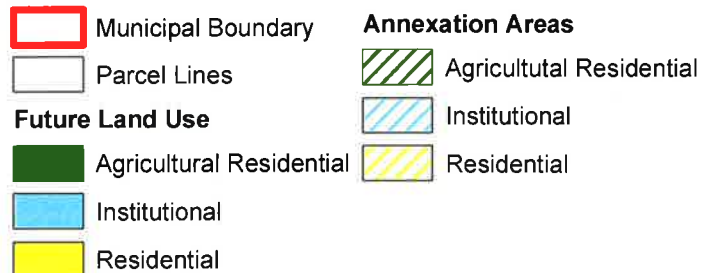 Municipal Boundary
Parcel Lines
Future Land Use
Agricultural Residential
Institutional
Residential
Annexation Areas
Agricultutal Residential
Institutional
Residential